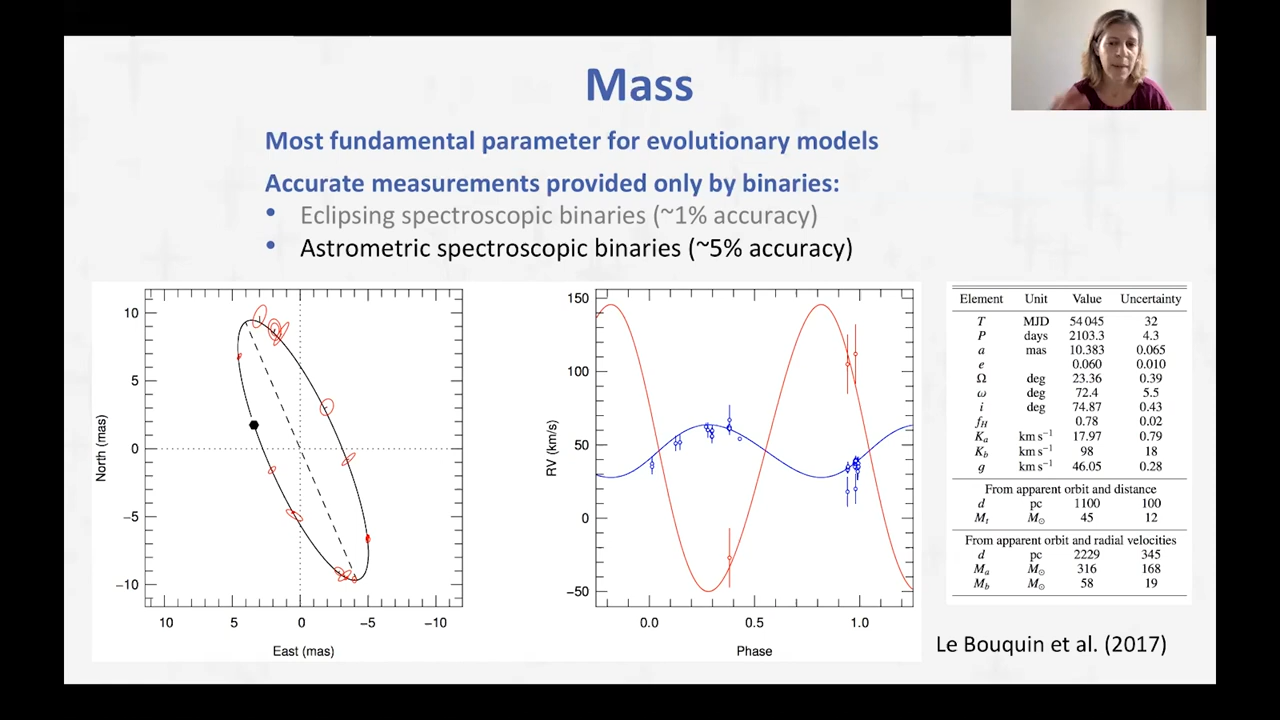 Mass
Most fundamental parameter for evolutionary models
Accurate measurements provided only by binaries:
• Eclipsing spectroscopic binaries (~1% accuracy)
• Astrometric spectroscopic binaries (~5% accuracy)
10
5
0
−5
−10
North (mas)
10 5 0 −5 −10
East (mas)
150
100
50
0
−50
RV (km/s)
0.0 0.5 1.0
Phase
Element Unit Value Uncertainty
T MJD 54 045 32
P days 2103.3 4.3
a mas 10.383 0.065
e 0.060 0.010
Ω deg 23.36 0.39
ω deg 72.4 5.5
i deg 74.87 0.43
fH 0.78 0.02
Ka km s⁻¹ 17.97 0.79
Kb km s⁻¹ 98 18
g km s⁻¹ 46.05 0.28
From apparent orbit and distance
d pc 1100 100
Mt M⊙ 45 12
From apparent orbit and radial velocities
d pc 2229 345
Ma M⊙ 316 168
Mb M⊙ 58 19
Le Bouquin et al. (2017)